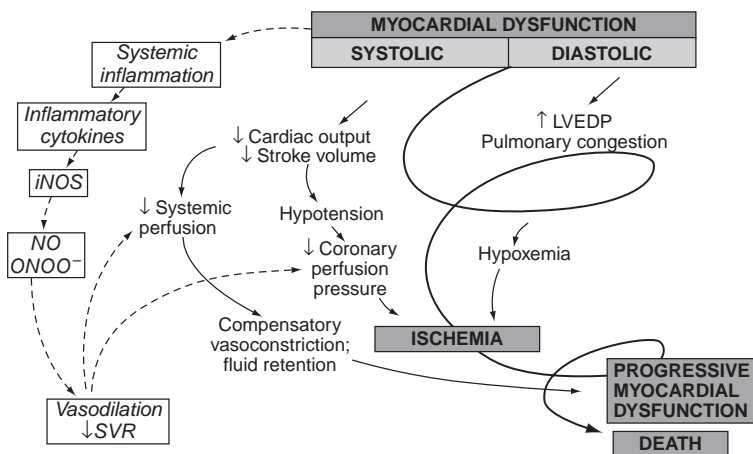 MYOCARDIAL DYSFUNCTION
SYSTOLIC
DIASTOLIC
Systemic
inflammation
Inflammatory
cytokines
iNOS
NO
ONOO⁻
Vasodilation
↓SVR
↓ Cardiac output
↓ Stroke volume
↓ Systemic
perfusion
Hypotension
↓ Coronary
perfusion
pressure
Compensatory
vasoconstriction;
fluid retention
↑ LVEDP
Pulmonary congestion
Hypoxemia
ISCHEMIA
PROGRESSIVE
MYOCARDIAL
DYSFUNCTION
DEATH